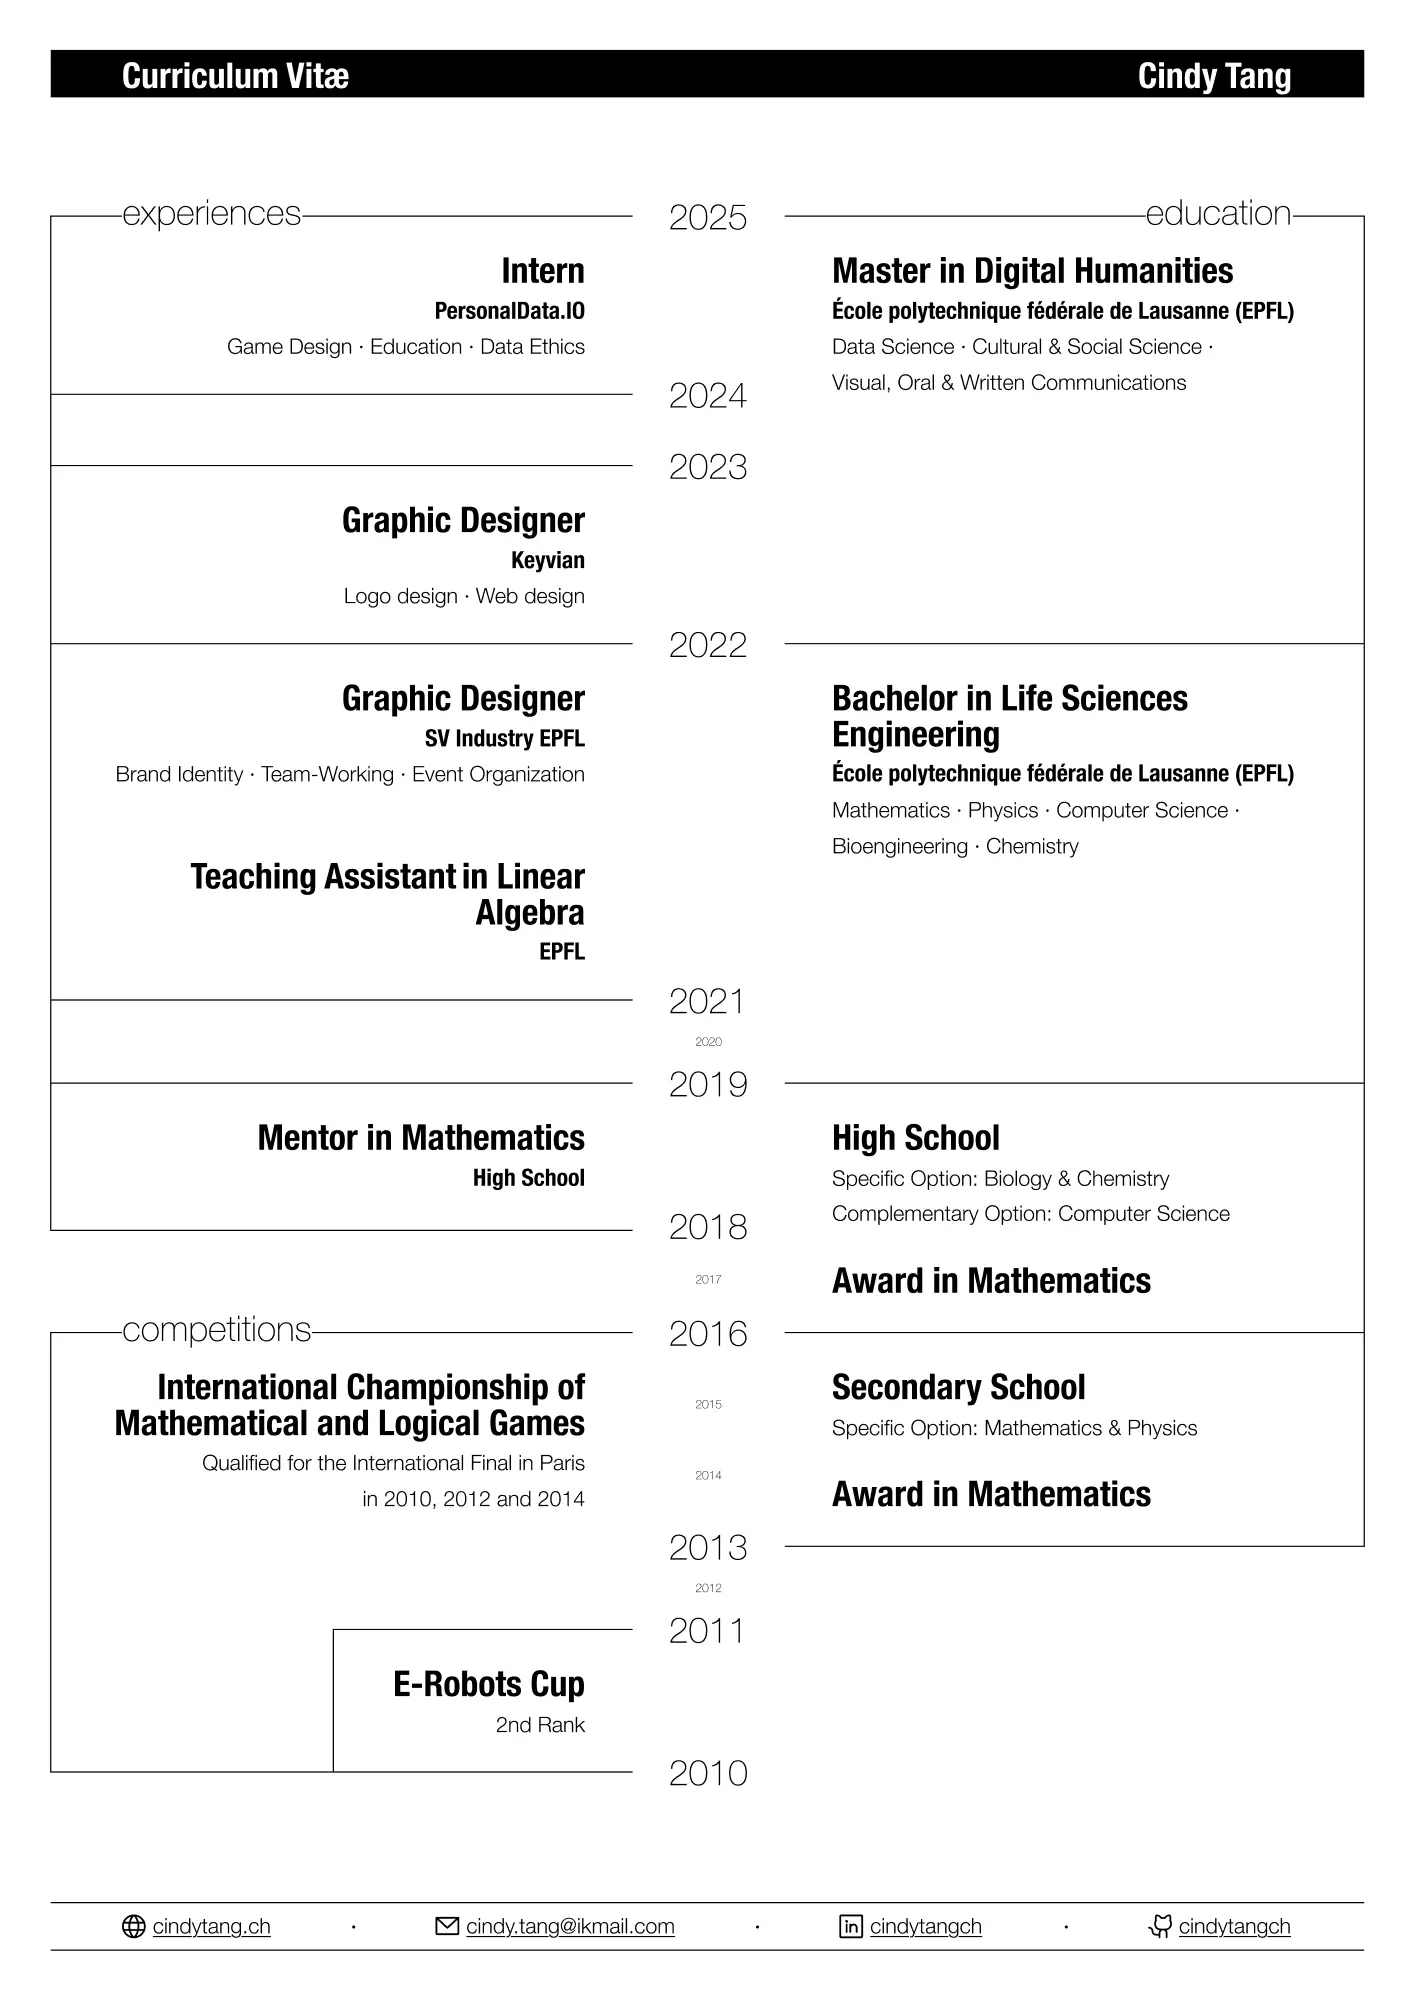 Curriculum Vitæ
Cindy Tang
experiences
2025
education
Intern
PersonalData.IO
Game Design · Education · Data Ethics
Master in Digital Humanities
École polytechnique fédérale de Lausanne (EPFL)
Data Science · Cultural & Social Science ·
Visual, Oral & Written Communications
2024
2023
Graphic Designer
Keyvian
Logo design · Web design
2022
Graphic Designer
SV Industry EPFL
Brand Identity · Team-Working · Event Organization
Teaching Assistant in Linear
Algebra
EPFL
Bachelor in Life Sciences
Engineering
École polytechnique fédérale de Lausanne (EPFL)
Mathematics · Physics · Computer Science ·
Bioengineering · Chemistry
2021
2020
2019
Mentor in Mathematics
High School
High School
Specific Option: Biology & Chemistry
Complementary Option: Computer Science
2018
2017
Award in Mathematics
competitions
2016
International Championship of
Mathematical and Logical Games
Qualified for the International Final in Paris
in 2010, 2012 and 2014
2015
2014
Secondary School
Specific Option: Mathematics & Physics
Award in Mathematics
2013
2012
2011
E-Robots Cup
2nd Rank
2010
cindytang.ch · cindy.tang@ikmail.com · in cindytangch · cindytangch